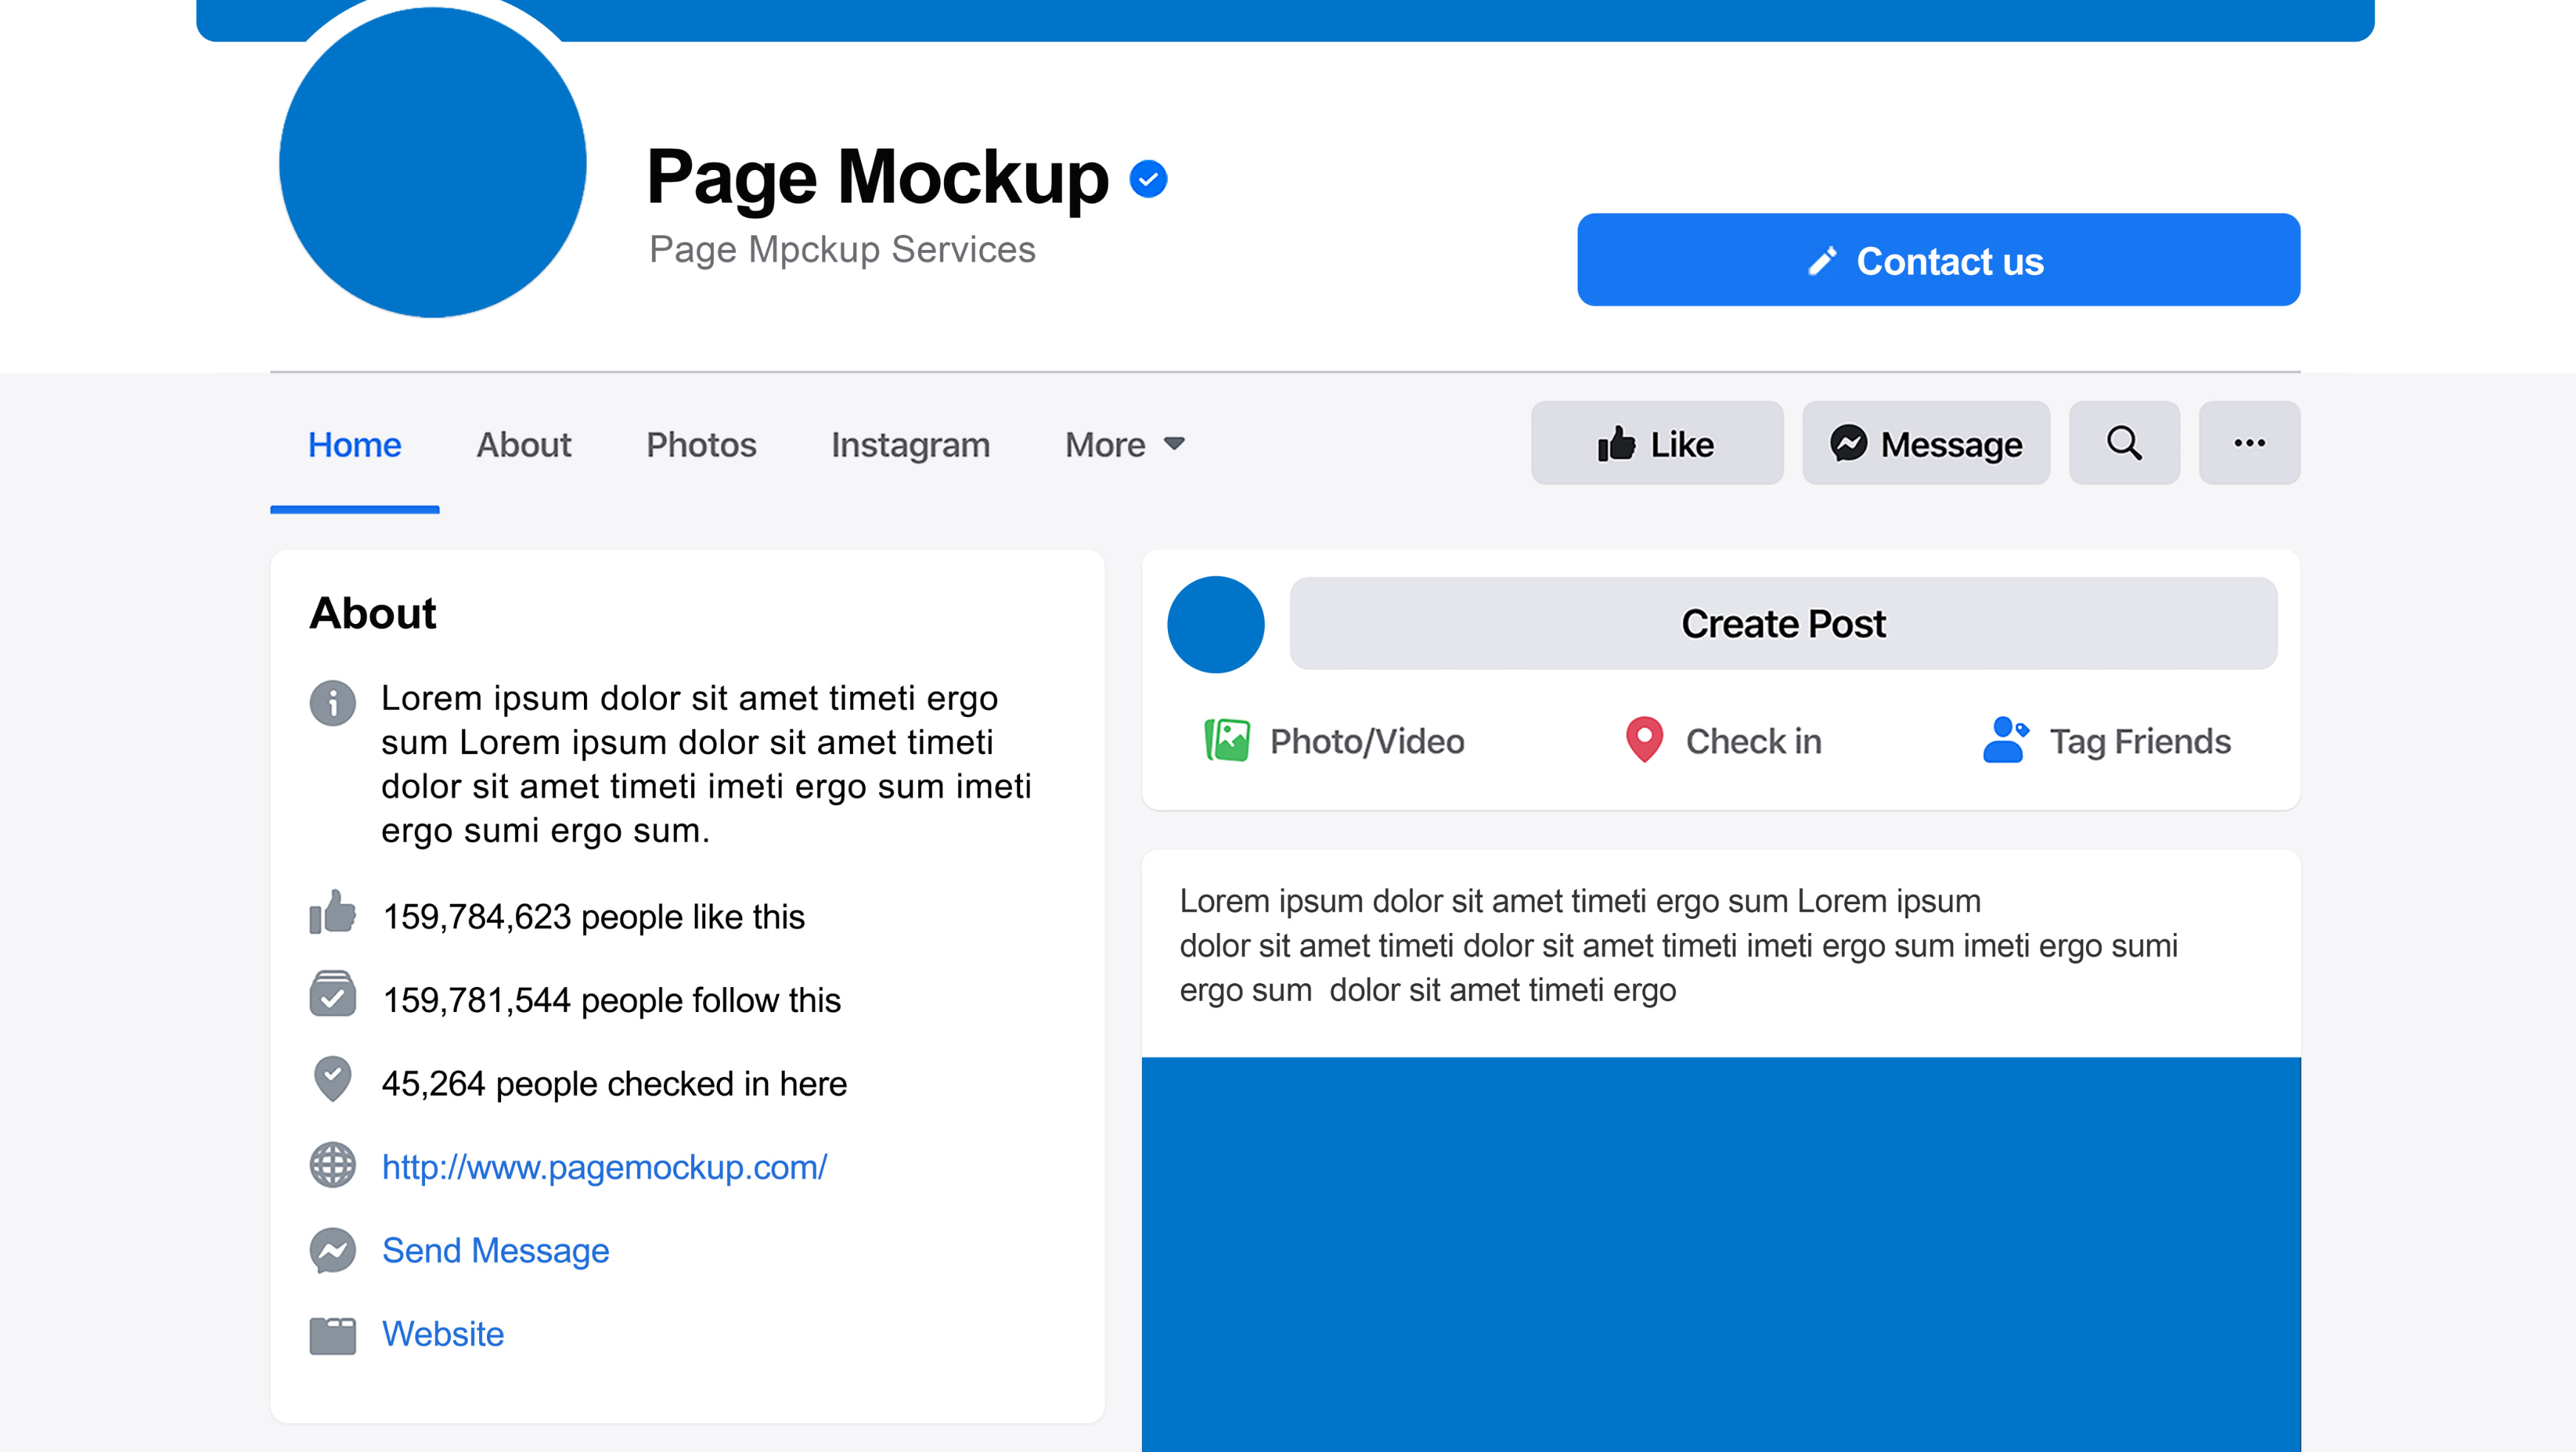 Page Mockup
Page Mpckup Services
Contact us
Home About Photos Instagram More
Like Message
About
Lorem ipsum dolor sit amet timeti ergo
sum Lorem ipsum dolor sit amet timeti
dolor sit amet timeti imeti ergo sum imeti
ergo sumi ergo sum.
159,784,623 people like this
159,781,544 people follow this
45,264 people checked in here
http://www.pagemockup.com/
Send Message
Website
Create Post
Photo/Video Check in Tag Friends
Lorem ipsum dolor sit amet timeti ergo sum Lorem ipsum
dolor sit amet timeti dolor sit amet timeti imeti ergo sum imeti ergo sumi
ergo sum  dolor sit amet timeti ergo